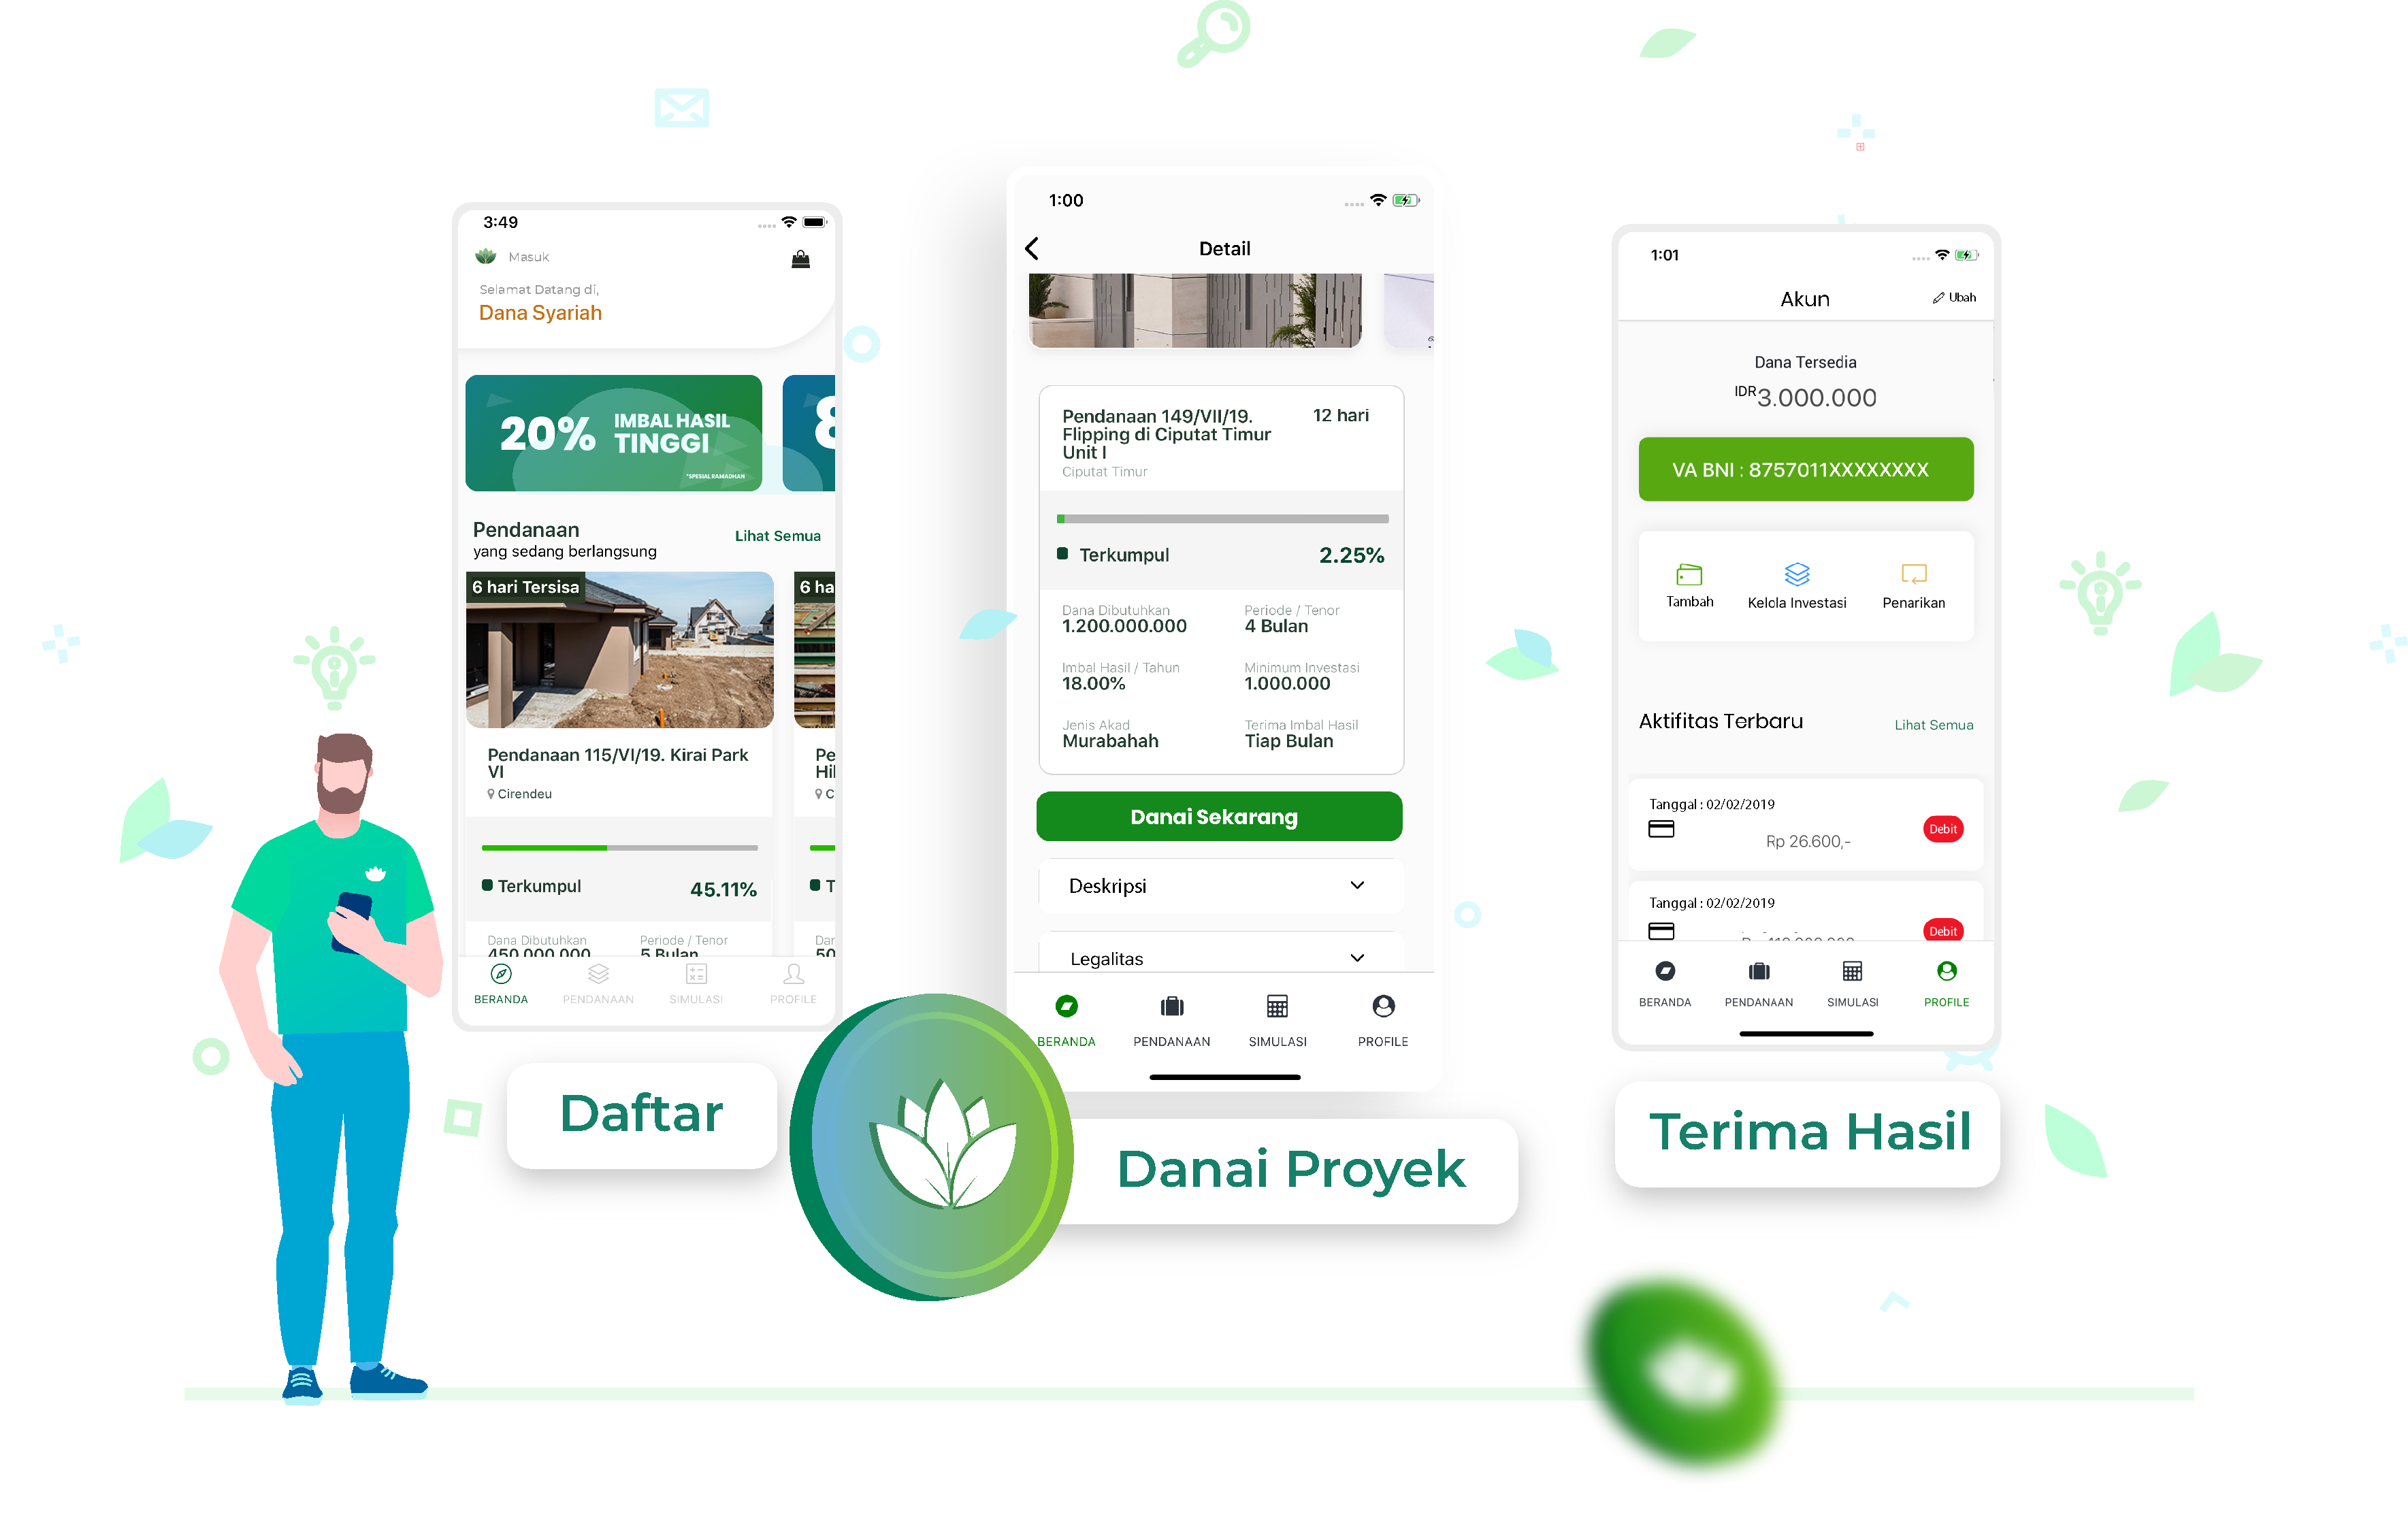 3:49
Masuk
Selamat Datang di,
Dana Syariah
20%
IMBAL HASIL
TINGGI
*SPESIAL RAMADHAN
8
Pendanaan
yang sedang berlangsung
Lihat Semua
6 hari Tersisa
6 ha
Pendanaan 115/VI/19. Kirai Park
VI
Cirendeu
Pe
Hil
C
Terkumpul
45.11%
T
Dana Dibutuhkan
450.000.000
Periode / Tenor
5 Bulan
Dar
50
BERANDA
PENDANAAN
SIMULASI
PROFILE
Daftar
1:00
Detail
Pendanaan 149/VII/19.
Flipping di Ciputat Timur
Unit I
12 hari
Ciputat Timur
Terkumpul
2.25%
Dana Dibutuhkan
1.200.000.000
Periode / Tenor
4 Bulan
Imbal Hasil / Tahun
18.00%
Minimum Investasi
1.000.000
Jenis Akad
Murabahah
Terima Imbal Hasil
Tiap Bulan
Danai Sekarang
Deskripsi
Legalitas
BERANDA
PENDANAAN
SIMULASI
PROFILE
Danai Proyek
1:01
Akun
Ubah
Dana Tersedia
IDR 3.000.000
VA BNI : 8757011XXXXXXXX
Tambah
Kelola Investasi
Penarikan
Aktifitas Terbaru
Lihat Semua
Tanggal : 02/02/2019
Rp 26.600,-
Debit
Tanggal : 02/02/2019
Debit
BERANDA
PENDANAAN
SIMULASI
PROFILE
Terima Hasil